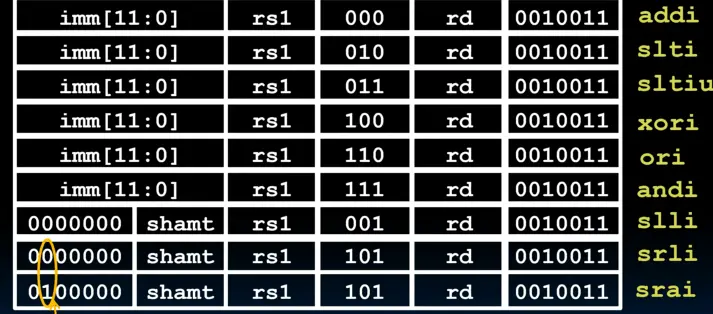 imm[11:0] rs1 000 rd 0010011 addi
imm[11:0] rs1 010 rd 0010011 slti
imm[11:0] rs1 011 rd 0010011 sltiu
imm[11:0] rs1 100 rd 0010011 xori
imm[11:0] rs1 110 rd 0010011 ori
imm[11:0] rs1 111 rd 0010011 andi
0000000 shamt rs1 001 rd 0010011 slli
0000000 shamt rs1 101 rd 0010011 srli
0100000 shamt rs1 101 rd 0010011 srai